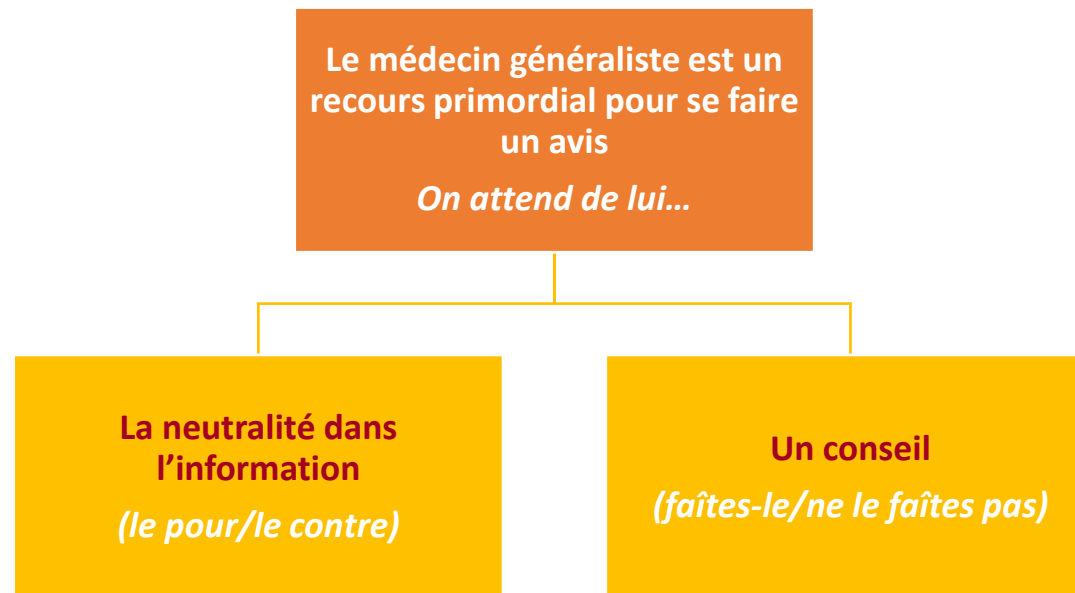 Le médecin généraliste est un
recours primordial pour se faire
un avis
On attend de lui…
La neutralité dans
l’information
(le pour/le contre)
Un conseil
(faîtes-le/ne le faîtes pas)